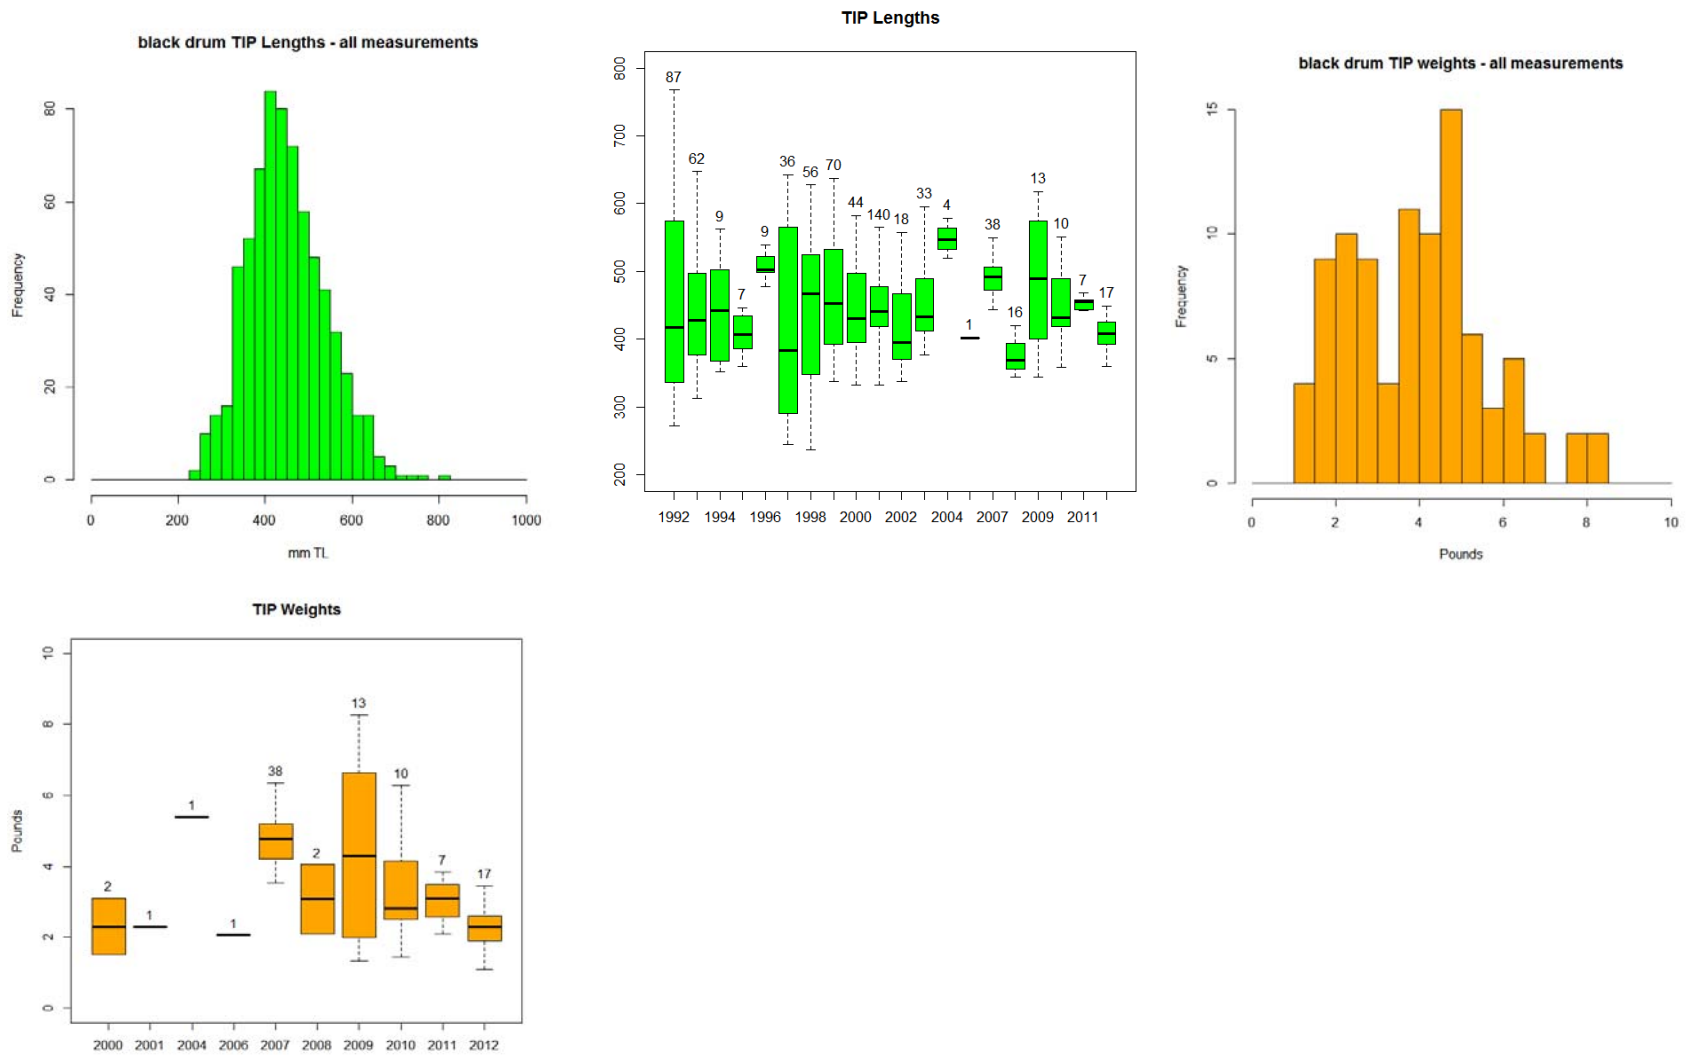 black drum TIP Lengths - all measurements
80
60
40
20
0
Frequency
0 200 400 600 800 1000
mm TL
TIP Lengths
800
700
600
500
400
300
200
87 62 9 7 9 36 56 70 44 140 18 33 4 1 38 16 13 10 7 17
1992 1994 1996 1998 2000 2002 2004 2007 2009 2011
black drum TIP weights - all measurements
15
10
5
0
Frequency
0 2 4 6 8 10
Pounds
TIP Weights
10
8
6
4
2
0
Pounds
2 1 1 1 38 2 13 10 7 17
2000 2001 2004 2006 2007 2008 2009 2010 2011 2012